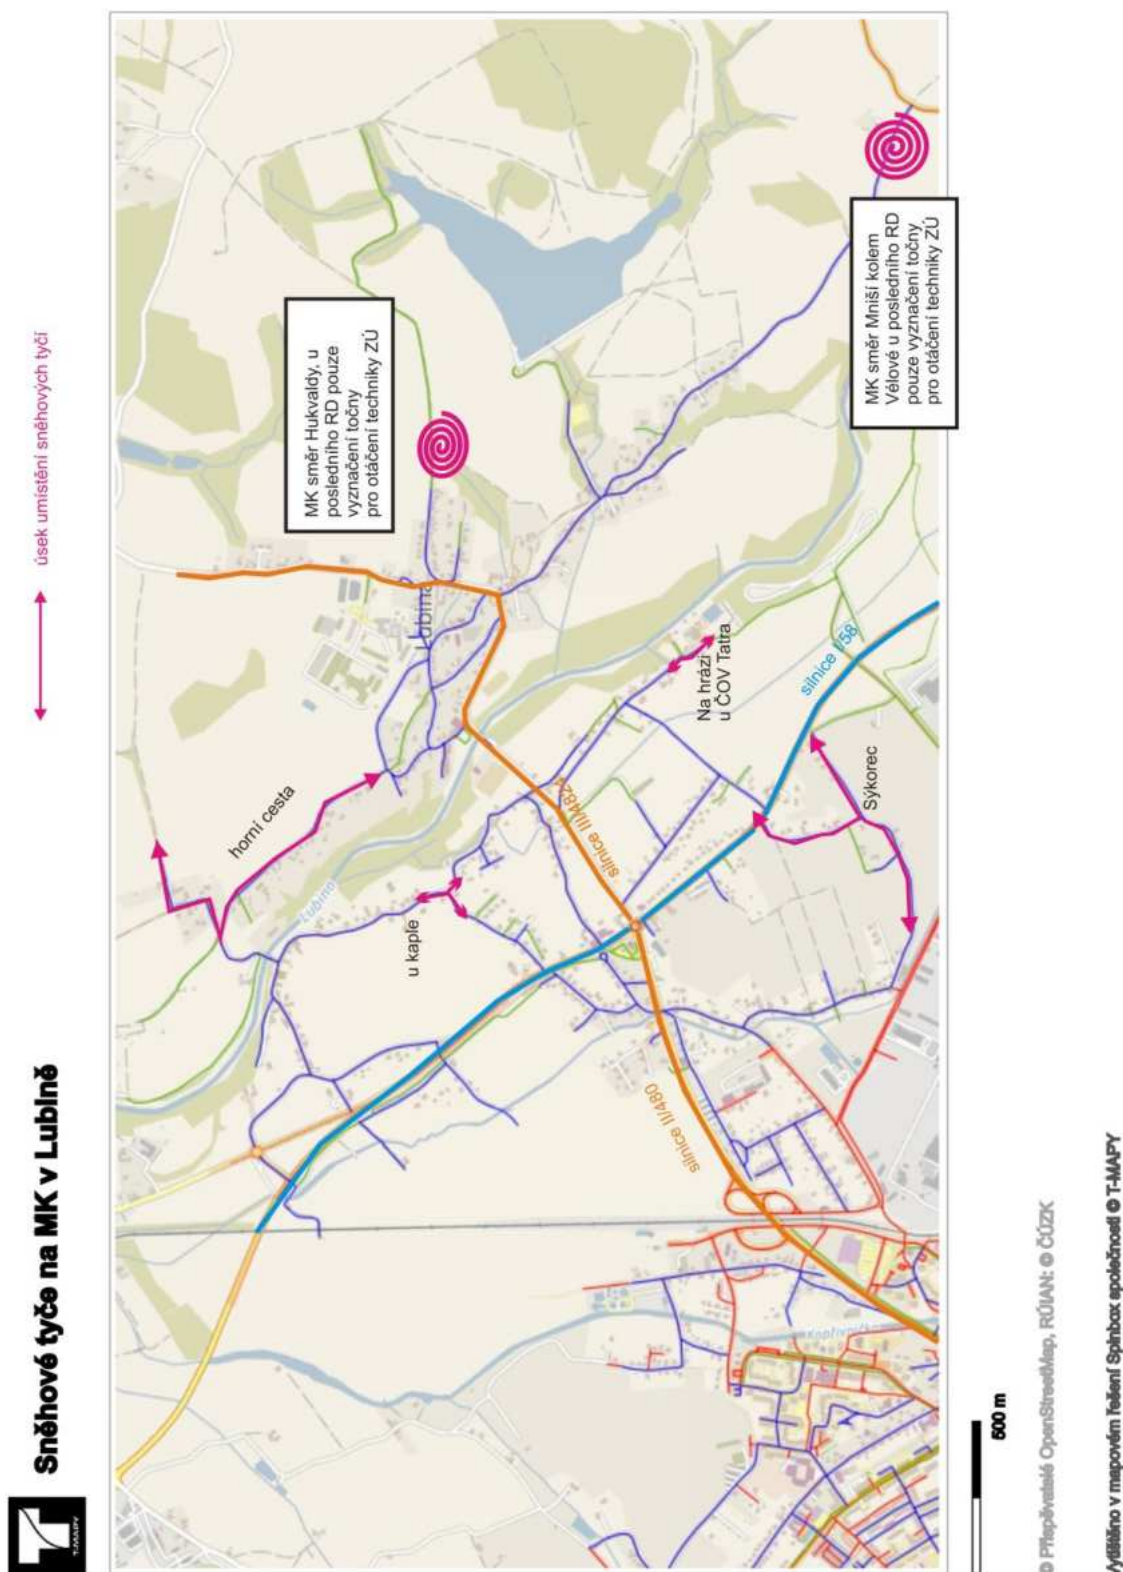 T-MAPY
Sněhové tyče na MK v Lubině
úsek umístění sněhových tyčí
MK směr Hukvaldy, u
posledního RD pouze
vyznačení točny
pro otáčení techniky ZÚ
MK směr Mniší kolem
Vélové u posledního RD
pouze vyznačení točny
pro otáčení techniky ZÚ
horní cesta
Lubina
Lubina
u kaple
Na hrázi
u ČOV Tatra
silnice I/58
Sýkorec
silnice II/480
Kopřivnička
500 m
© Přispěvatelé OpenStreetMap, RÚIAN: © ČÚZK
Vytištěno v mapovém řešení Spinbox společnosti © T-MAPY